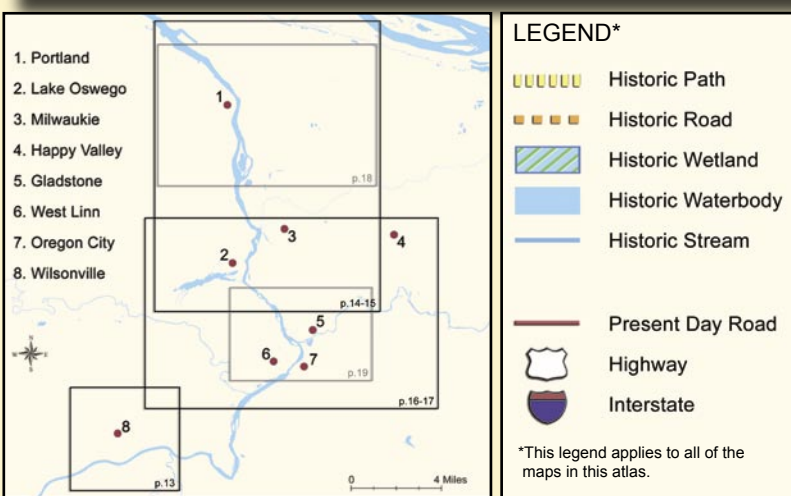 1. Portland
2. Lake Oswego
3. Milwaukie
4. Happy Valley
5. Gladstone
6. West Linn
7. Oregon City
8. Wilsonville
N
W
E
S
1
p.18
3
4
2
p.14-15
5
6
7
p.19
p.16-17
8
p.13
0 4 Miles
LEGEND*
Historic Path
Historic Road
Historic Wetland
Historic Waterbody
Historic Stream
Present Day Road
Highway
Interstate
*This legend applies to all of the
maps in this atlas.